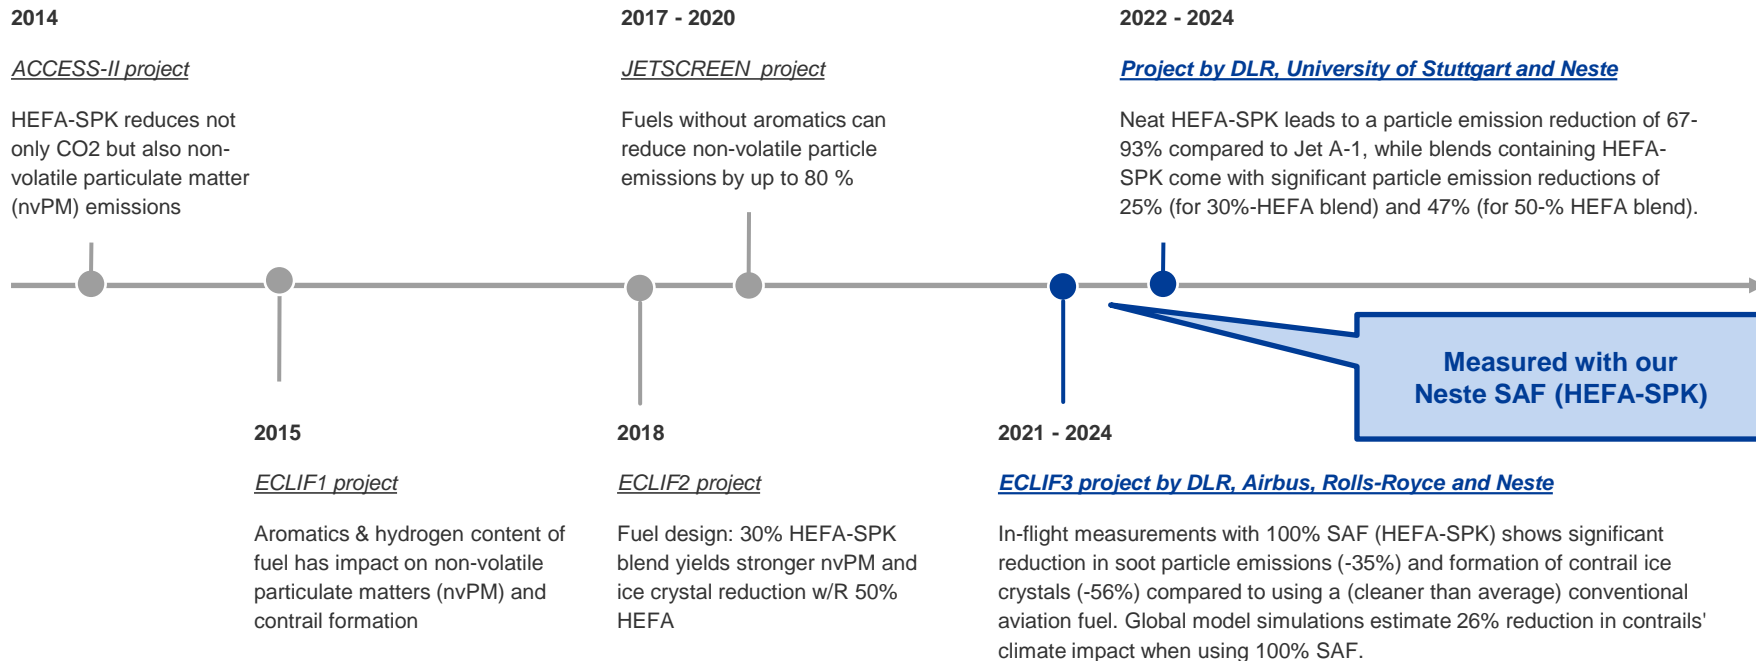 2014
ACCESS-II project
HEFA-SPK reduces not
only CO2 but also non-
volatile particulate matter
(nvPM) emissions
2017 - 2020
JETSCREEN  project
Fuels without aromatics can
reduce non-volatile particle
emissions by up to 80 %
2022 - 2024
Project by DLR, University of Stuttgart and Neste
Neat HEFA-SPK leads to a particle emission reduction of 67-
93% compared to Jet A-1, while blends containing HEFA-
SPK come with significant particle emission reductions of
25% (for 30%-HEFA blend) and 47% (for 50-% HEFA blend).
Measured with our
Neste SAF (HEFA-SPK)
2015
ECLIF1 project
Aromatics & hydrogen content of
fuel has impact on non-volatile
particulate matters (nvPM) and
contrail formation
2018
ECLIF2 project
Fuel design: 30% HEFA-SPK
blend yields stronger nvPM and
ice crystal reduction w/R 50%
HEFA
2021 - 2024
ECLIF3 project by DLR, Airbus, Rolls-Royce and Neste
In-flight measurements with 100% SAF (HEFA-SPK) shows significant
reduction in soot particle emissions (-35%) and formation of contrail ice
crystals (-56%) compared to using a (cleaner than average) conventional
aviation fuel. Global model simulations estimate 26% reduction in contrails'
climate impact when using 100% SAF.